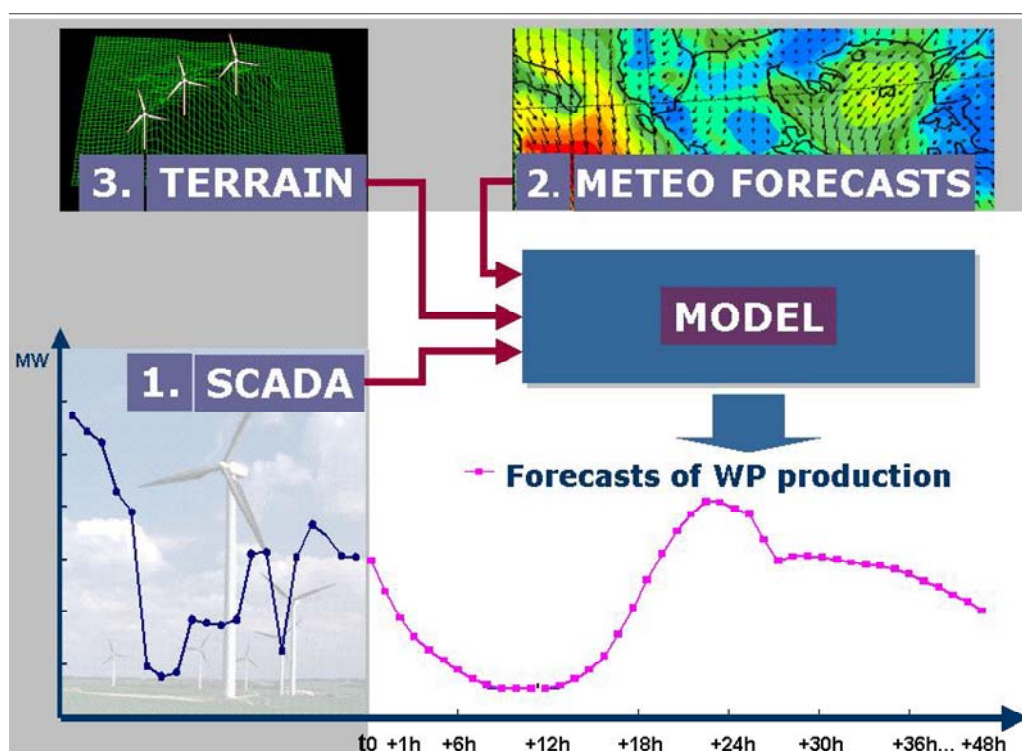 3. TERRAIN
2. METEO FORECASTS
MODEL
MW
1. SCADA
Forecasts of WP production
t0 +1h +6h +12h +18h +24h +30h +36h... +48h